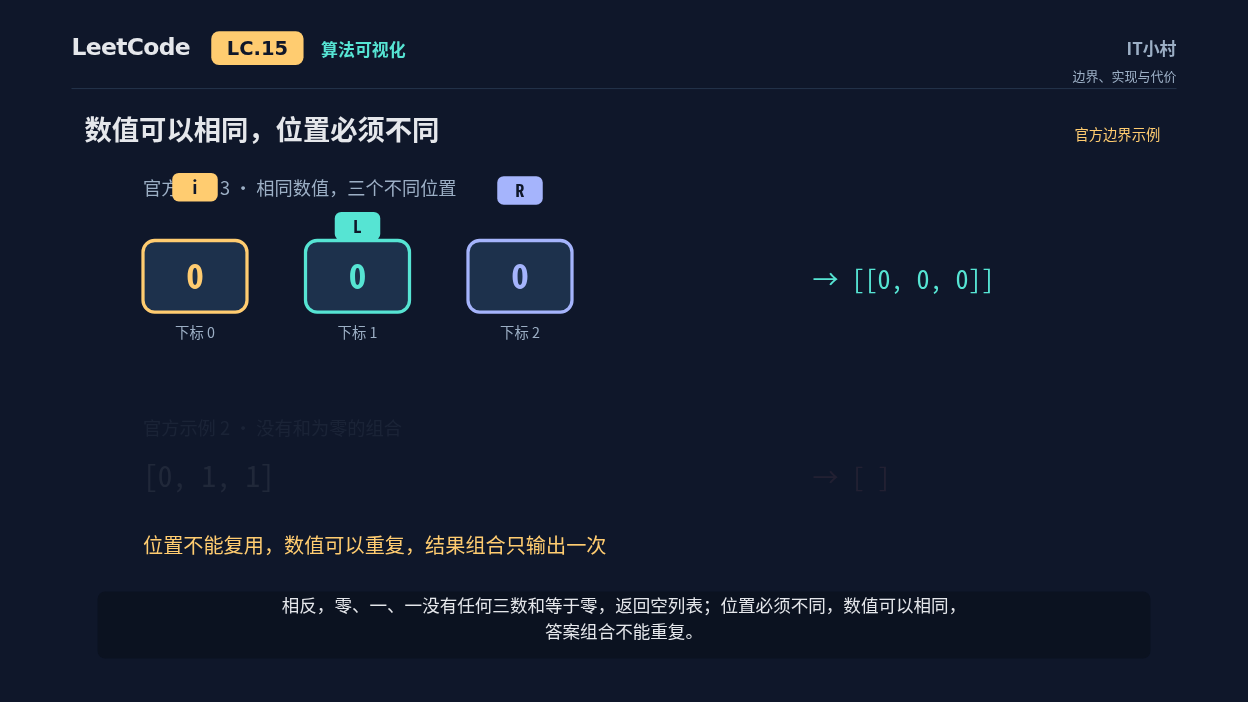 LeetCode LC.15 算法可视化
IT小村
边界、实现与代价
数值可以相同，位置必须不同
官方边界示例
官方 3 · 相同数值，三个不同位置
i
R
L
0 0 0
→ [[0, 0, 0]]
下标 0 下标 1 下标 2
官方示例 2 · 没有和为零的组合
[0, 1, 1] → [ ]
位置不能复用，数值可以重复，结果组合只输出一次
相反，零、一、一没有任何三数和等于零，返回空列表；位置必须不同，数值可以相同，
答案组合不能重复。